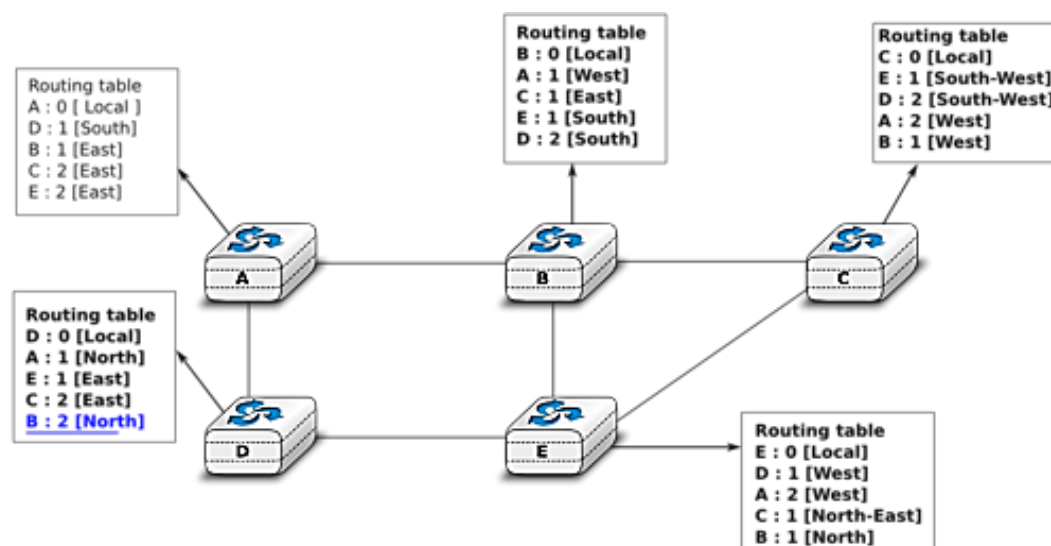 Routing table
B : 0 [Local]
A : 1 [West]
C : 1 [East]
E : 1 [South]
D : 2 [South]
Routing table
C : 0 [Local]
E : 1 [South-West]
D : 2 [South-West]
A : 2 [West]
B : 1 [West]
Routing table
A : 0 [ Local ]
D : 1 [South]
B : 1 [East]
C : 2 [East]
E : 2 [East]
A
B
C
Routing table
D : 0 [Local]
A : 1 [North]
E : 1 [East]
C : 2 [East]
B : 2 [North]
D
E
Routing table
E : 0 [Local]
D : 1 [West]
A : 2 [West]
C : 1 [North-East]
B : 1 [North]